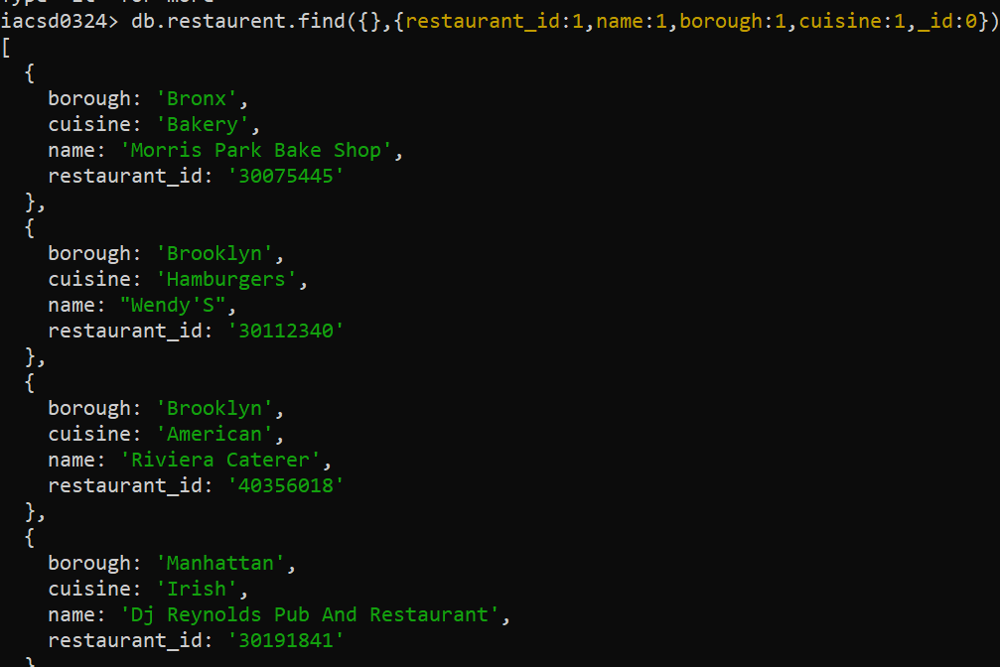 iacsd0324> db.restaurent.find({},{restaurant_id:1,name:1,borough:1,cuisine:1,_id:0})
[
  {
    borough: 'Bronx',
    cuisine: 'Bakery',
    name: 'Morris Park Bake Shop',
    restaurant_id: '30075445'
  },
  {
    borough: 'Brooklyn',
    cuisine: 'Hamburgers',
    name: "Wendy'S",
    restaurant_id: '30112340'
  },
  {
    borough: 'Brooklyn',
    cuisine: 'American',
    name: 'Riviera Caterer',
    restaurant_id: '40356018'
  },
  {
    borough: 'Manhattan',
    cuisine: 'Irish',
    name: 'Dj Reynolds Pub And Restaurant',
    restaurant_id: '30191841'
  }